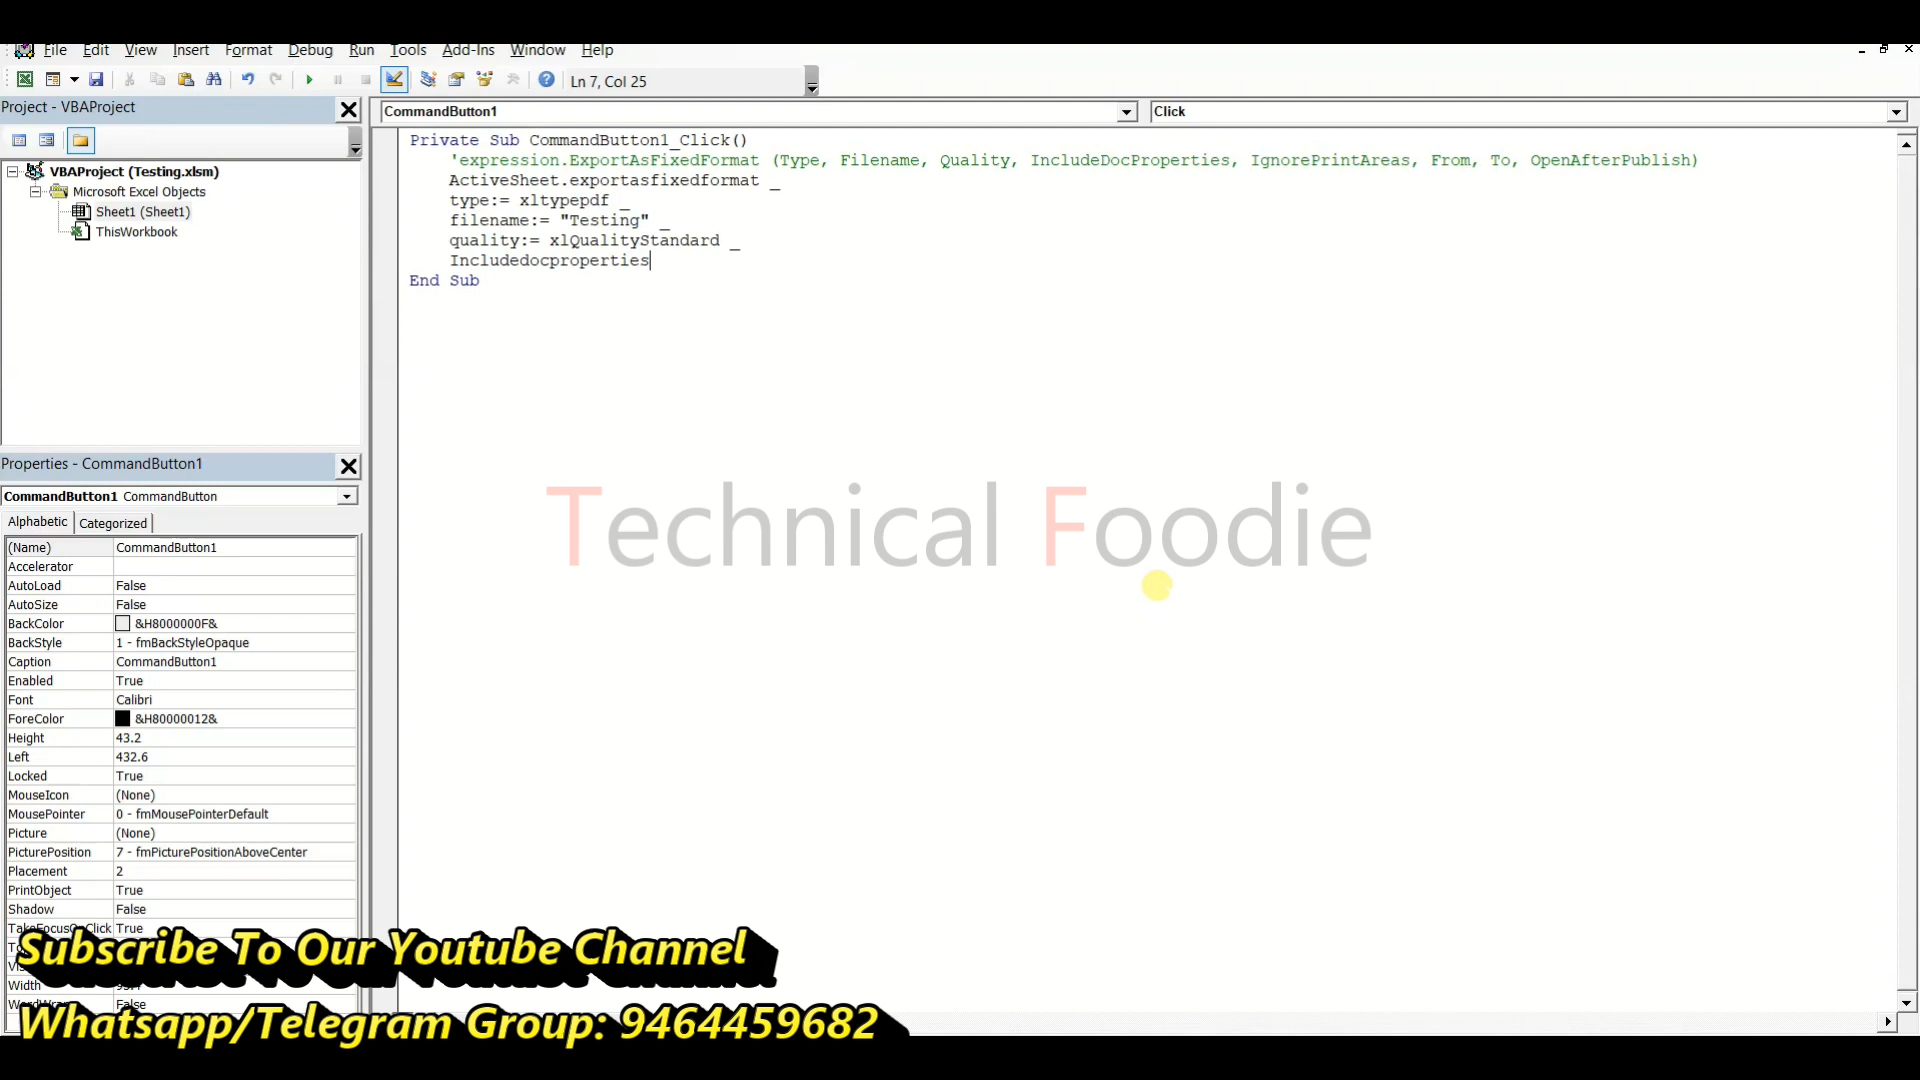 File Edit View Insert Format Debug Run Tools Add-Ins Window Help
Ln 7, Col 25
Project - VBAProject
CommandButton1
Click
VBAProject (Testing.xlsm)
Microsoft Excel Objects
Sheet1 (Sheet1)
ThisWorkbook
Private Sub CommandButton1_Click()
'expression.ExportAsFixedFormat (Type, Filename, Quality, IncludeDocProperties, IgnorePrintAreas, From, To, OpenAfterPublish)
ActiveSheet.exportasfixedformat _
type:= xltypepdf _
filename:= "Testing" _
quality:= xlQualityStandard _
Includedocproperties
End Sub
Properties - CommandButton1
CommandButton1 CommandButton
Alphabetic Categorized
(Name) CommandButton1
Accelerator
AutoLoad False
AutoSize False
BackColor &H8000000F&
BackStyle 1 - fmBackStyleOpaque
Caption CommandButton1
Enabled True
Font Calibri
ForeColor &H80000012&
Height 43.2
Left 432.6
Locked True
MouseIcon (None)
MousePointer 0 - fmMousePointerDefault
Picture (None)
PicturePosition 7 - fmPicturePositionAboveCenter
Placement 2
PrintObject True
Shadow False
TakeFocusOnClick True
Width
False
Technical Foodie
Subscribe To Our Youtube Channel
Whatsapp/Telegram Group: 9464459682